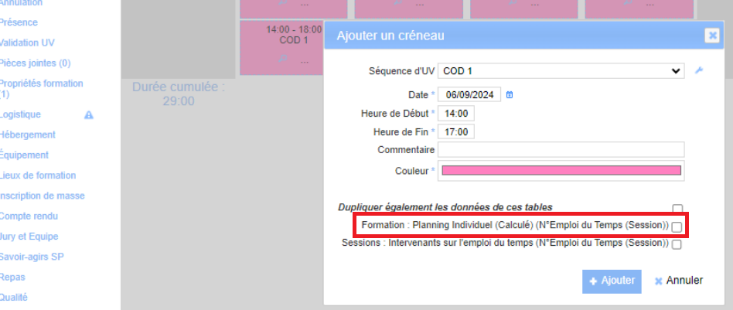 Annulation
Présence
Validation UV
Pièces jointes (0)
Propriétés formation
(1)
Logistique
Hébergement
Équipement
Lieux de formation
Inscription de masse
Compte rendu
Jury et Equipe
Savoir-agirs SP
Repas
Qualité
...
...
...
...
14:00 - 18:00
COD 1
...
Durée cumulée :
29:00
Ajouter un créneau
Séquence d'UV COD 1
Date * 06/09/2024
Heure de Début * 14:00
Heure de Fin * 17:00
Commentaire
Couleur *
Dupliquer également les données de ces tables
Formation : Planning Individuel (Calculé) (N°Emploi du Temps (Session))
Sessions : Intervenants sur l'emploi du temps (N°Emploi du Temps (Session))
Ajouter
Annuler